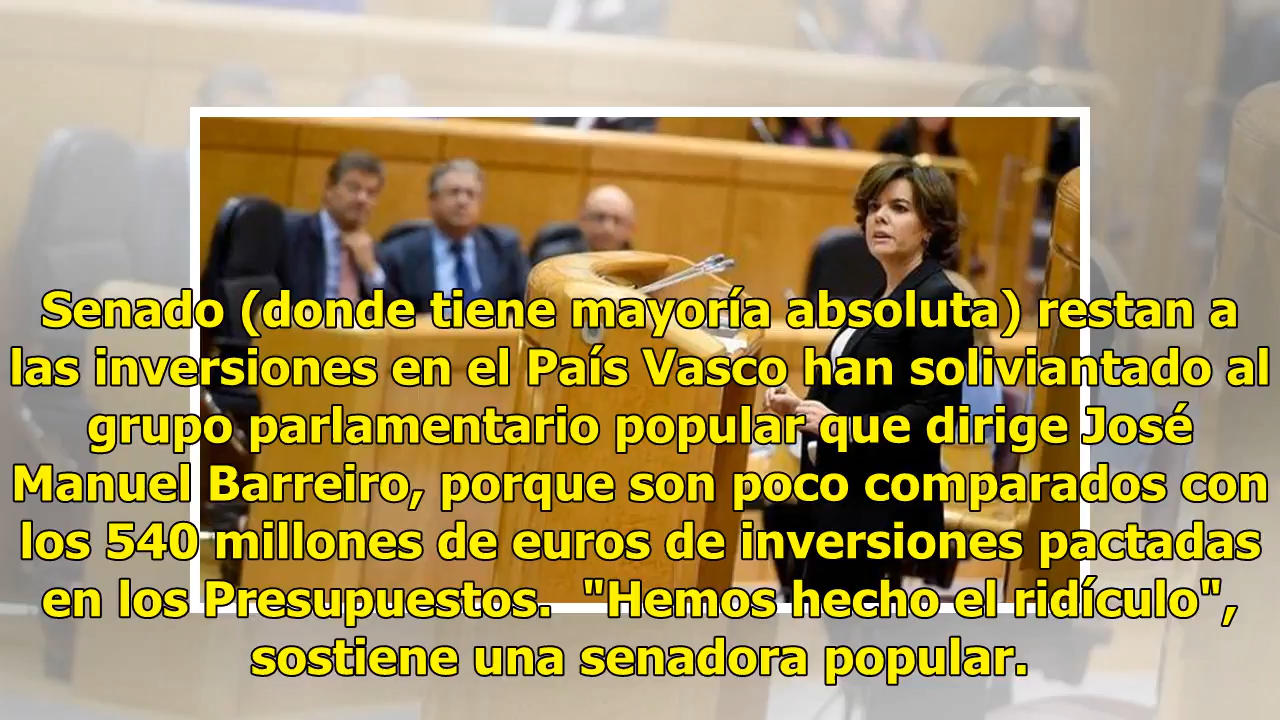 Senado (donde tiene mayoría absoluta) restan a
las inversiones en el País Vasco han soliviantado al
grupo parlamentario popular que dirige José
Manuel Barreiro, porque son poco comparados con
los 540 millones de euros de inversiones pactadas
en los Presupuestos.  "Hemos hecho el ridículo",
sostiene una senadora popular.